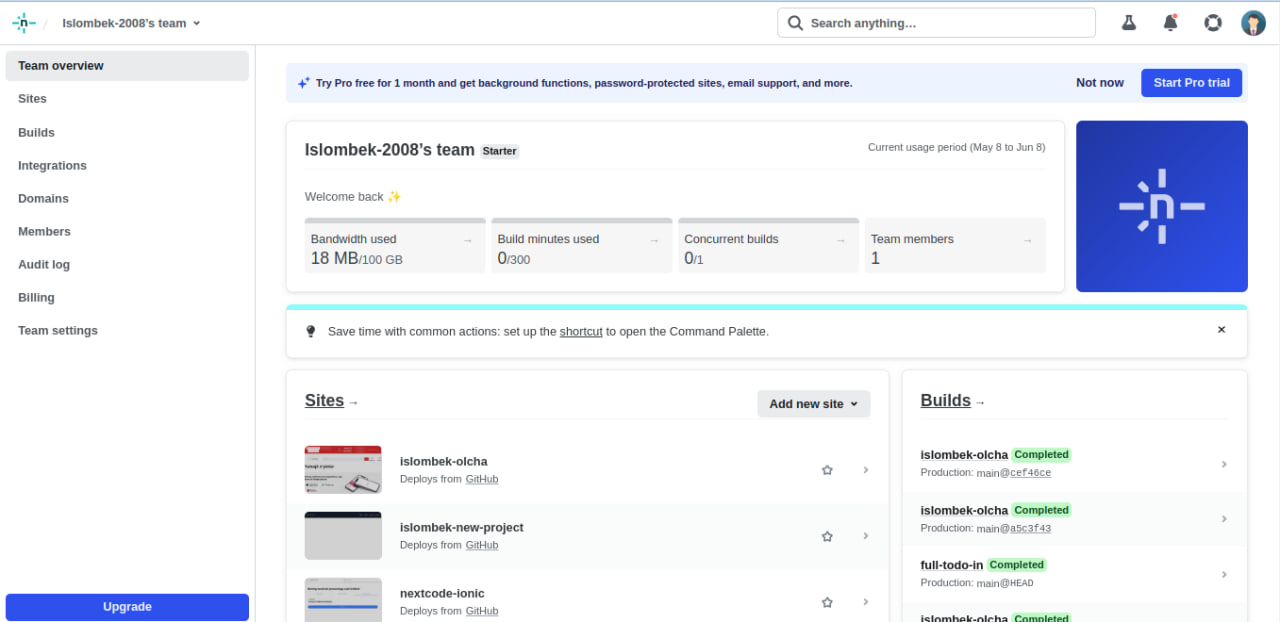 Islombek-2008's team
Search anything...
Team overview
Sites
Builds
Integrations
Domains
Members
Audit log
Billing
Team settings
Upgrade
Try Pro free for 1 month and get background functions, password-protected sites, email support, and more.
Not now
Start Pro trial
Islombek-2008's team Starter
Current usage period (May 8 to Jun 8)
Welcome back ✨
Bandwidth used →
18 MB/100 GB
Build minutes used →
0/300
Concurrent builds →
0/1
Team members →
1
n
Save time with common actions: set up the shortcut to open the Command Palette.
Sites →
Add new site
islombek-olcha
Deploys from GitHub
islombek-new-project
Deploys from GitHub
nextcode-ionic
Deploys from GitHub
Builds →
islombek-olcha Completed
Production: main@cef46ce
islombek-olcha Completed
Production: main@a5c3f43
full-todo-in Completed
Production: main@HEAD
islombek-olcha Completed